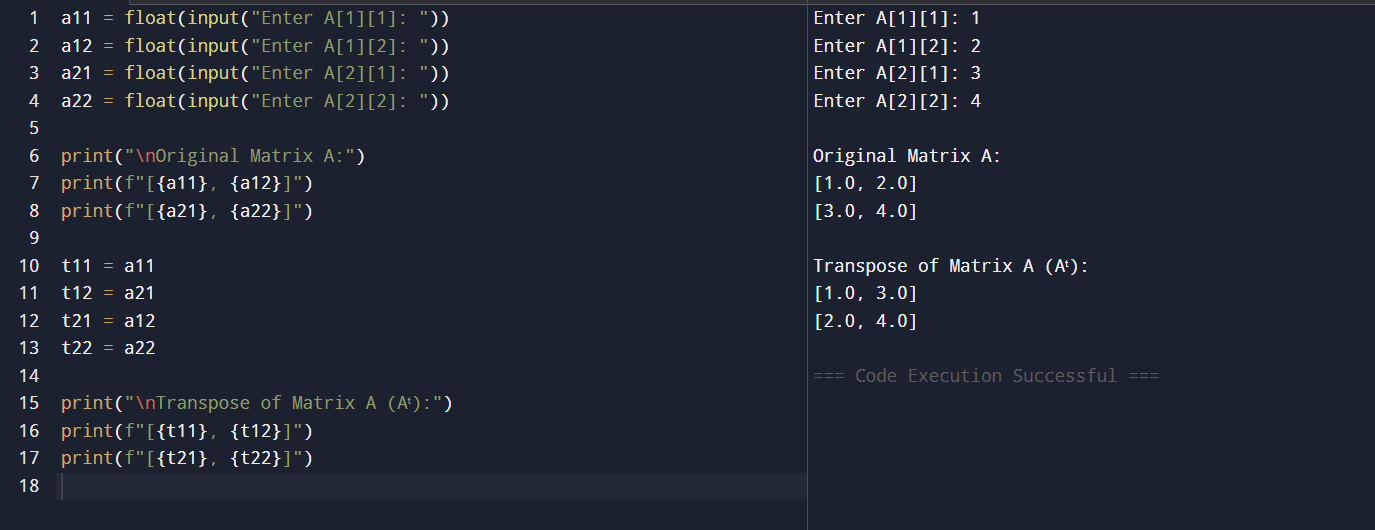 1 a11 = float(input("Enter A[1][1]: "))
2 a12 = float(input("Enter A[1][2]: "))
3 a21 = float(input("Enter A[2][1]: "))
4 a22 = float(input("Enter A[2][2]: "))
5
6 print("\nOriginal Matrix A:")
7 print(f"[{a11}, {a12}]")
8 print(f"[{a21}, {a22}]")
9
10 t11 = a11
11 t12 = a21
12 t21 = a12
13 t22 = a22
14
15 print("\nTranspose of Matrix A (Aᵗ):")
16 print(f"[{t11}, {t12}]")
17 print(f"[{t21}, {t22}]")
18
Enter A[1][1]: 1
Enter A[1][2]: 2
Enter A[2][1]: 3
Enter A[2][2]: 4

Original Matrix A:
[1.0, 2.0]
[3.0, 4.0]

Transpose of Matrix A (Aᵗ):
[1.0, 3.0]
[2.0, 4.0]

=== Code Execution Successful ===